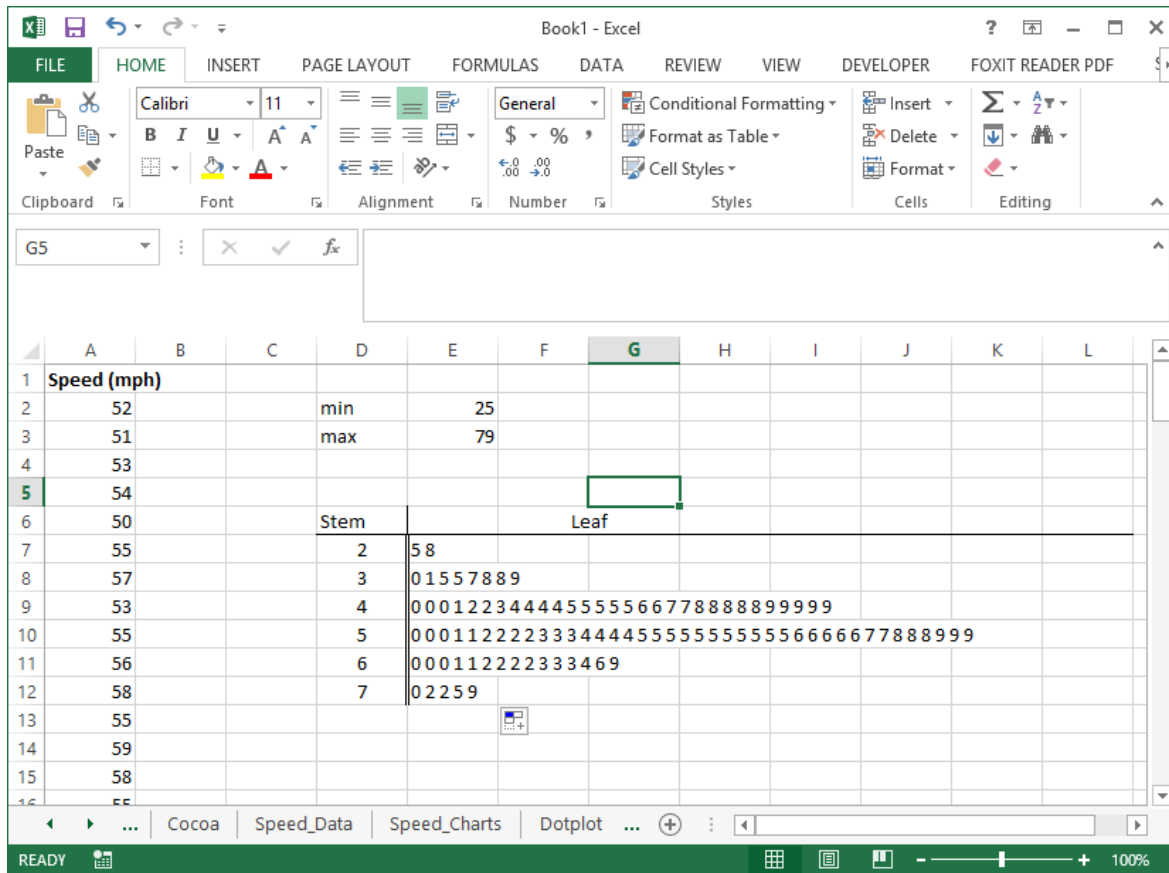 Book1 - Excel
?
FILE HOME INSERT PAGE LAYOUT FORMULAS DATA REVIEW VIEW DEVELOPER FOXIT READER PDF
Calibri 11 General Conditional Formatting Insert Σ
Paste B I U A A $ % , Format as Table Delete
Cell Styles Format
Clipboard Font Alignment Number Styles Cells Editing
G5 fx
A B C D E F G H I J K L
1 Speed (mph)
2 52 min 25
3 51 max 79
4 53
5 54
6 50 Stem Leaf
7 55 2 5 8
8 57 3 0 1 5 5 7 8 8 9
9 53 4 0 0 0 1 2 2 3 4 4 4 4 5 5 5 5 5 6 6 7 7 8 8 8 8 8 9 9 9 9 9
10 55 5 0 0 0 1 1 2 2 2 2 3 3 3 4 4 4 4 5 5 5 5 5 5 5 5 5 5 5 6 6 6 6 6 7 7 8 8 8 9 9 9
11 56 6 0 0 0 1 1 2 2 2 2 3 3 3 4 6 9
12 58 7 0 2 2 5 9
13 55
14 59
15 58
16 55
... Cocoa Speed_Data Speed_Charts Dotplot ...
READY 100%